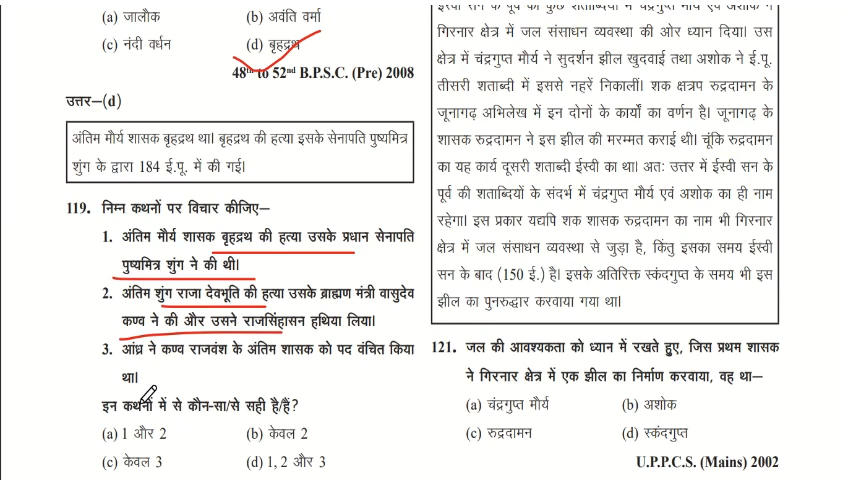 (a) जालौक (b) अवंति वर्मा
(c) नंदी वर्धन (d) बृहद्रथ
48th to 52nd B.P.S.C. (Pre) 2008
उत्तर–(d)
अंतिम मौर्य शासक बृहद्रथ था। बृहद्रथ की हत्या इसके सेनापति पुष्यमित्र
शुंग के द्वारा 184 ई.पू. में की गई।
119. निम्न कथनों पर विचार कीजिए–
1. अंतिम मौर्य शासक बृहद्रथ की हत्या उसके प्रधान सेनापति
पुष्यमित्र शुंग ने की थी।
2. अंतिम शुंग राजा देवभूति की हत्या उसके ब्राह्मण मंत्री वासुदेव
कण्व ने की और उसने राजसिंहासन हथिया लिया।
3. आंध्र ने कण्व राजवंश के अंतिम शासक को पद वंचित किया
था।
इन कथनों में से कौन-सा/से सही है/हैं?
(a) 1 और 2 (b) केवल 2
(c) केवल 3 (d) 1, 2 और 3
ईस्वी सन के पूर्व की कुछ शताब्दियों में चंद्रगुप्त मौर्य एवं अशोक ने
गिरनार क्षेत्र में जल संसाधन व्यवस्था की ओर ध्यान दिया। उस
क्षेत्र में चंद्रगुप्त मौर्य ने सुदर्शन झील खुदवाई तथा अशोक ने ई.पू.
तीसरी शताब्दी में इससे नहरें निकालीं। शक क्षत्रप रुद्रदामन के
जूनागढ़ अभिलेख में इन दोनों के कार्यों का वर्णन है। जूनागढ़ के
शासक रुद्रदामन ने इस झील की मरम्मत कराई थी। चूंकि रुद्रदामन
का यह कार्य दूसरी शताब्दी ईस्वी का था। अतः उत्तर में ईस्वी सन के
पूर्व की शताब्दियों के संदर्भ में चंद्रगुप्त मौर्य एवं अशोक का ही नाम
रहेगा। इस प्रकार यद्यपि शक शासक रुद्रदामन का नाम भी गिरनार
क्षेत्र में जल संसाधन व्यवस्था से जुड़ा है, किंतु इसका समय ईस्वी
सन के बाद (150 ई.) है। इसके अतिरिक्त स्कंदगुप्त के समय भी इस
झील का पुनरुद्धार करवाया गया था।
121. जल की आवश्यकता को ध्यान में रखते हुए, जिस प्रथम शासक
ने गिरनार क्षेत्र में एक झील का निर्माण करवाया, वह था–
(a) चंद्रगुप्त मौर्य (b) अशोक
(c) रुद्रदामन (d) स्कंदगुप्त
U.P.P.C.S. (Mains) 2002